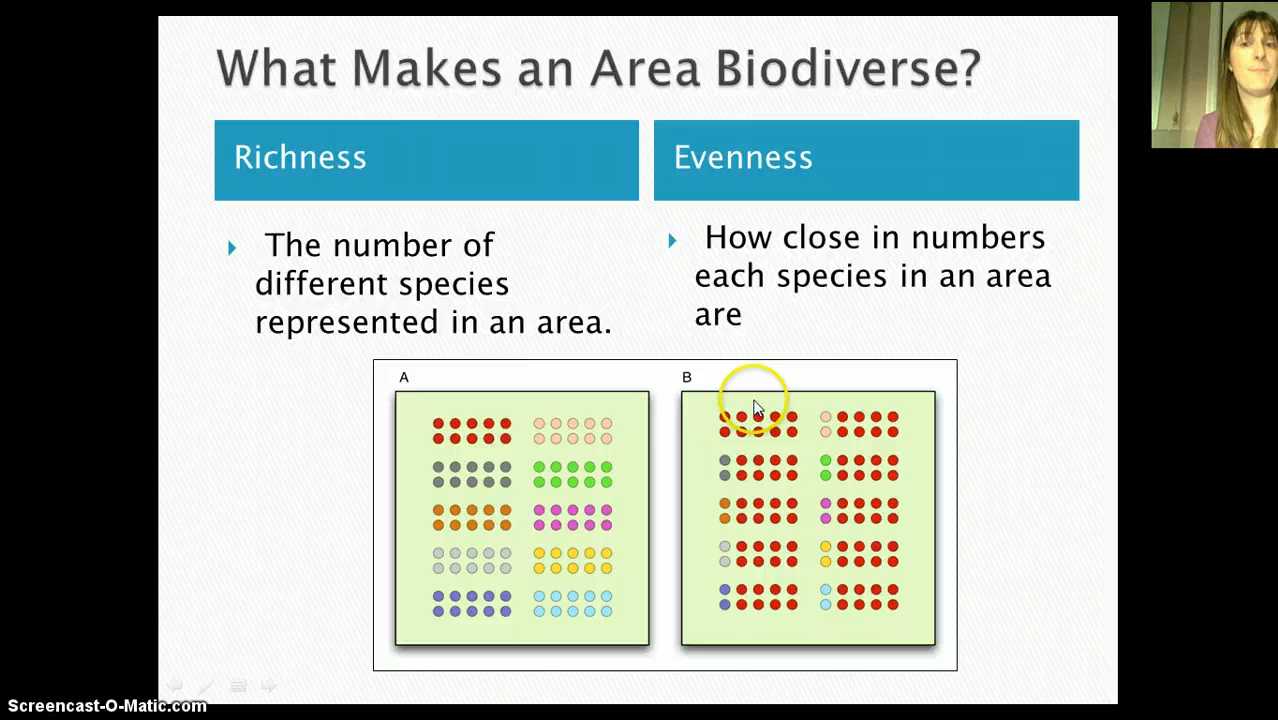 What Makes an Area Biodiverse?
Richness
The number of
different species
represented in an area.
Evenness
How close in numbers
each species in an area
are
A
B
Screencast-O-Matic.com